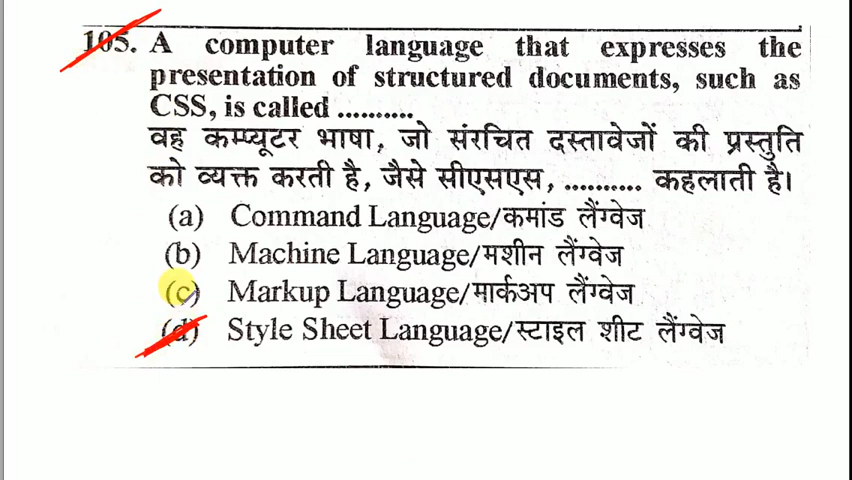 105. A computer language that expresses the
presentation of structured documents, such as
CSS, is called ..........
वह कम्प्यूटर भाषा, जो संरचित दस्तावेजों की प्रस्तुति
को व्यक्त करती है, जैसे सीएसएस, .......... कहलाती है।
(a) Command Language/कमांड लैंग्वेज
(b) Machine Language/मशीन लैंग्वेज
(c) Markup Language/मार्कअप लैंग्वेज
(d) Style Sheet Language/स्टाइल शीट लैंग्वेज